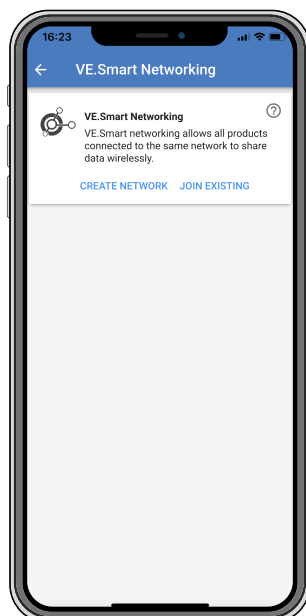 16:23
VE.Smart Networking
VE.Smart Networking
VE.Smart networking allows all products
connected to the same network to share
data wirelessly.
CREATE NETWORK JOIN EXISTING